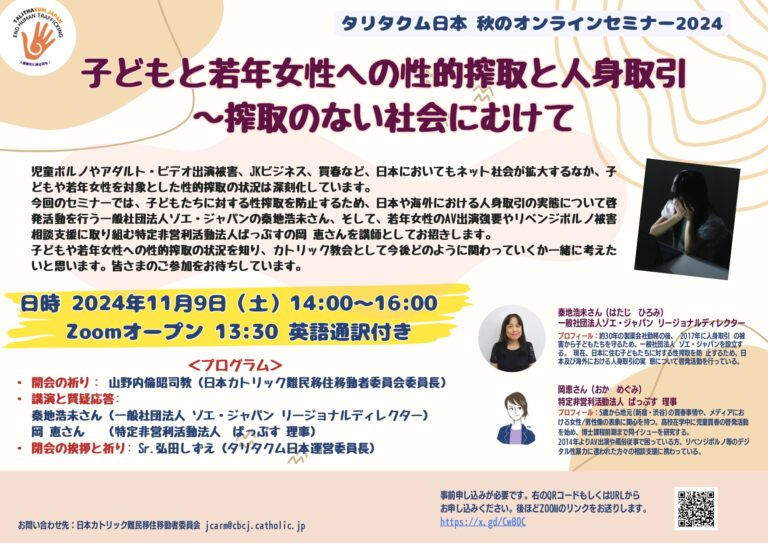 TALITHAKUM JAPAN
END HUMAN TRAFFICKING
タリタクム日本 秋のオンラインセミナー2024
子どもと若年女性への性的搾取と人身取引
～搾取のない社会にむけて
児童ポルノやアダルト・ビデオ出演被害、JKビジネス、買春など、日本においてもネット社会が拡大するなか、子
どもや若年女性を対象とした性的搾取の状況は深刻化しています。
今回のセミナーでは、子どもたちに対する性搾取を防止するため、日本や海外における人身取引の実態について啓
発活動を行う一般社団法人ゾエ・ジャパンの秦地浩未さん、そして、若年女性のAV出演強要やリベンジポルノ被害
相談支援に取り組む特定非営利活動法人ぱっぷすの岡 恵さんを講師としてお招きします。
子どもや若年女性への性的搾取の状況を知り、カトリック教会として今後どのように関わっていくか一緒に考えた
いと思います。皆さまのご参加をお待ちしています。
日時 2024年11月9日（土）14:00～16:00
Zoomオープン 13:30 英語通訳付き
＜プログラム＞
・ 開会の祈り： 山野内倫昭司教（日本カトリック難民移住移動者委員会委員長）
・ 講演と質疑応答：
秦地浩未さん（一般社団法人 ゾエ・ジャパン リージョナルディレクター）
岡 恵さん （特定非営利活動法人 ぱっぷす 理事）
・ 閉会の挨拶と祈り：Sr.弘田しずえ（タリタクム日本運営委員長）
秦地浩未さん（はたじ ひろみ）
一般社団法人ゾエ・ジャパン リージョナルディレクター
プロフィール：約30年の製薬会社勤務の後、 2017年に人身取引 の被
害から子どもたちを守るため、一般社団法人 ゾエ・ジャパンを設立す
る。 現在、日本に住む子どもたちに対する性搾取を防 止するため、日
本及び海外における人身取引の実 態について啓発活動を行っている。
岡恵さん（おか めぐみ）
特定非営利活動法人 ぱっぷす 理事
プロフィール：5歳から地元(新宿・渋谷)の買春事情や、メディアにお
ける女性/男性像の表象に関心を持つ。高校在学中に児童買春の啓発活動
を始め、博士課程前期まで同イシューを研究する。
2014年よりAV出演や風俗従事で困っている方、リベンジポルノ等のデジ
タル性暴力に遭われた方々の相談支援に携わっている。
事前申し込みが必要です。右のQRコードもしくはURLから
お申し込みください。後ほどZOOMのリンクをお送りします。
https://x.gd/CwBOC
お問い合わせ先：日本カトリック難民移住移動者委員会 jcarm@cbcj.catholic.jp